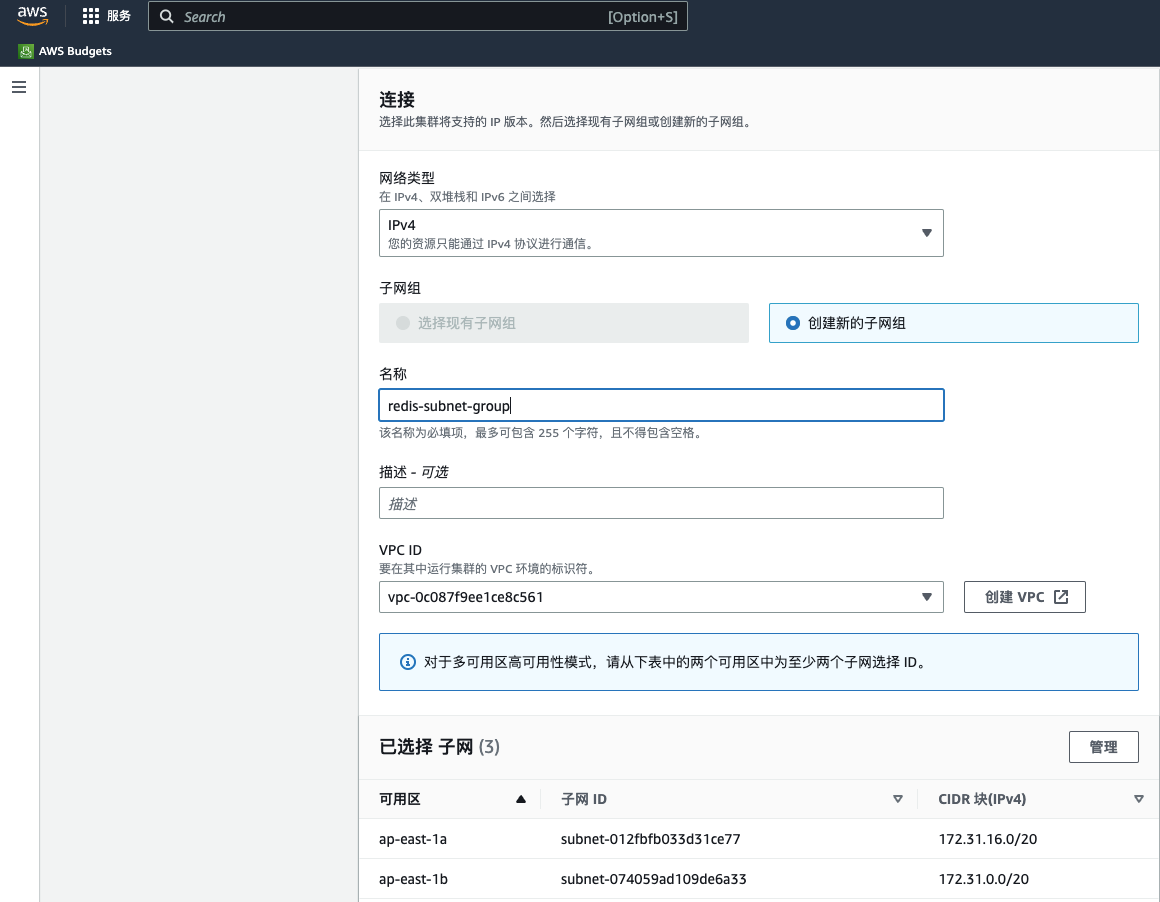 aws
服务
Search
[Option+S]
AWS Budgets
连接
选择此集群将支持的 IP 版本。然后选择现有子网组或创建新的子网组。
网络类型
在 IPv4、双堆栈和 IPv6 之间选择
IPv4
您的资源只能通过 IPv4 协议进行通信。
子网组
选择现有子网组
创建新的子网组
名称
redis-subnet-group
该名称为必填项，最多可包含 255 个字符，且不得包含空格。
描述 - 可选
描述
VPC ID
要在其中运行集群的 VPC 环境的标识符。
vpc-0c087f9ee1ce8c561
创建 VPC
对于多可用区高可用性模式，请从下表中的两个可用区中为至少两个子网选择 ID。
已选择 子网 (3)
管理
可用区 子网 ID CIDR 块(IPv4)
ap-east-1a subnet-012fbfb033d31ce77 172.31.16.0/20
ap-east-1b subnet-074059ad109de6a33 172.31.0.0/20